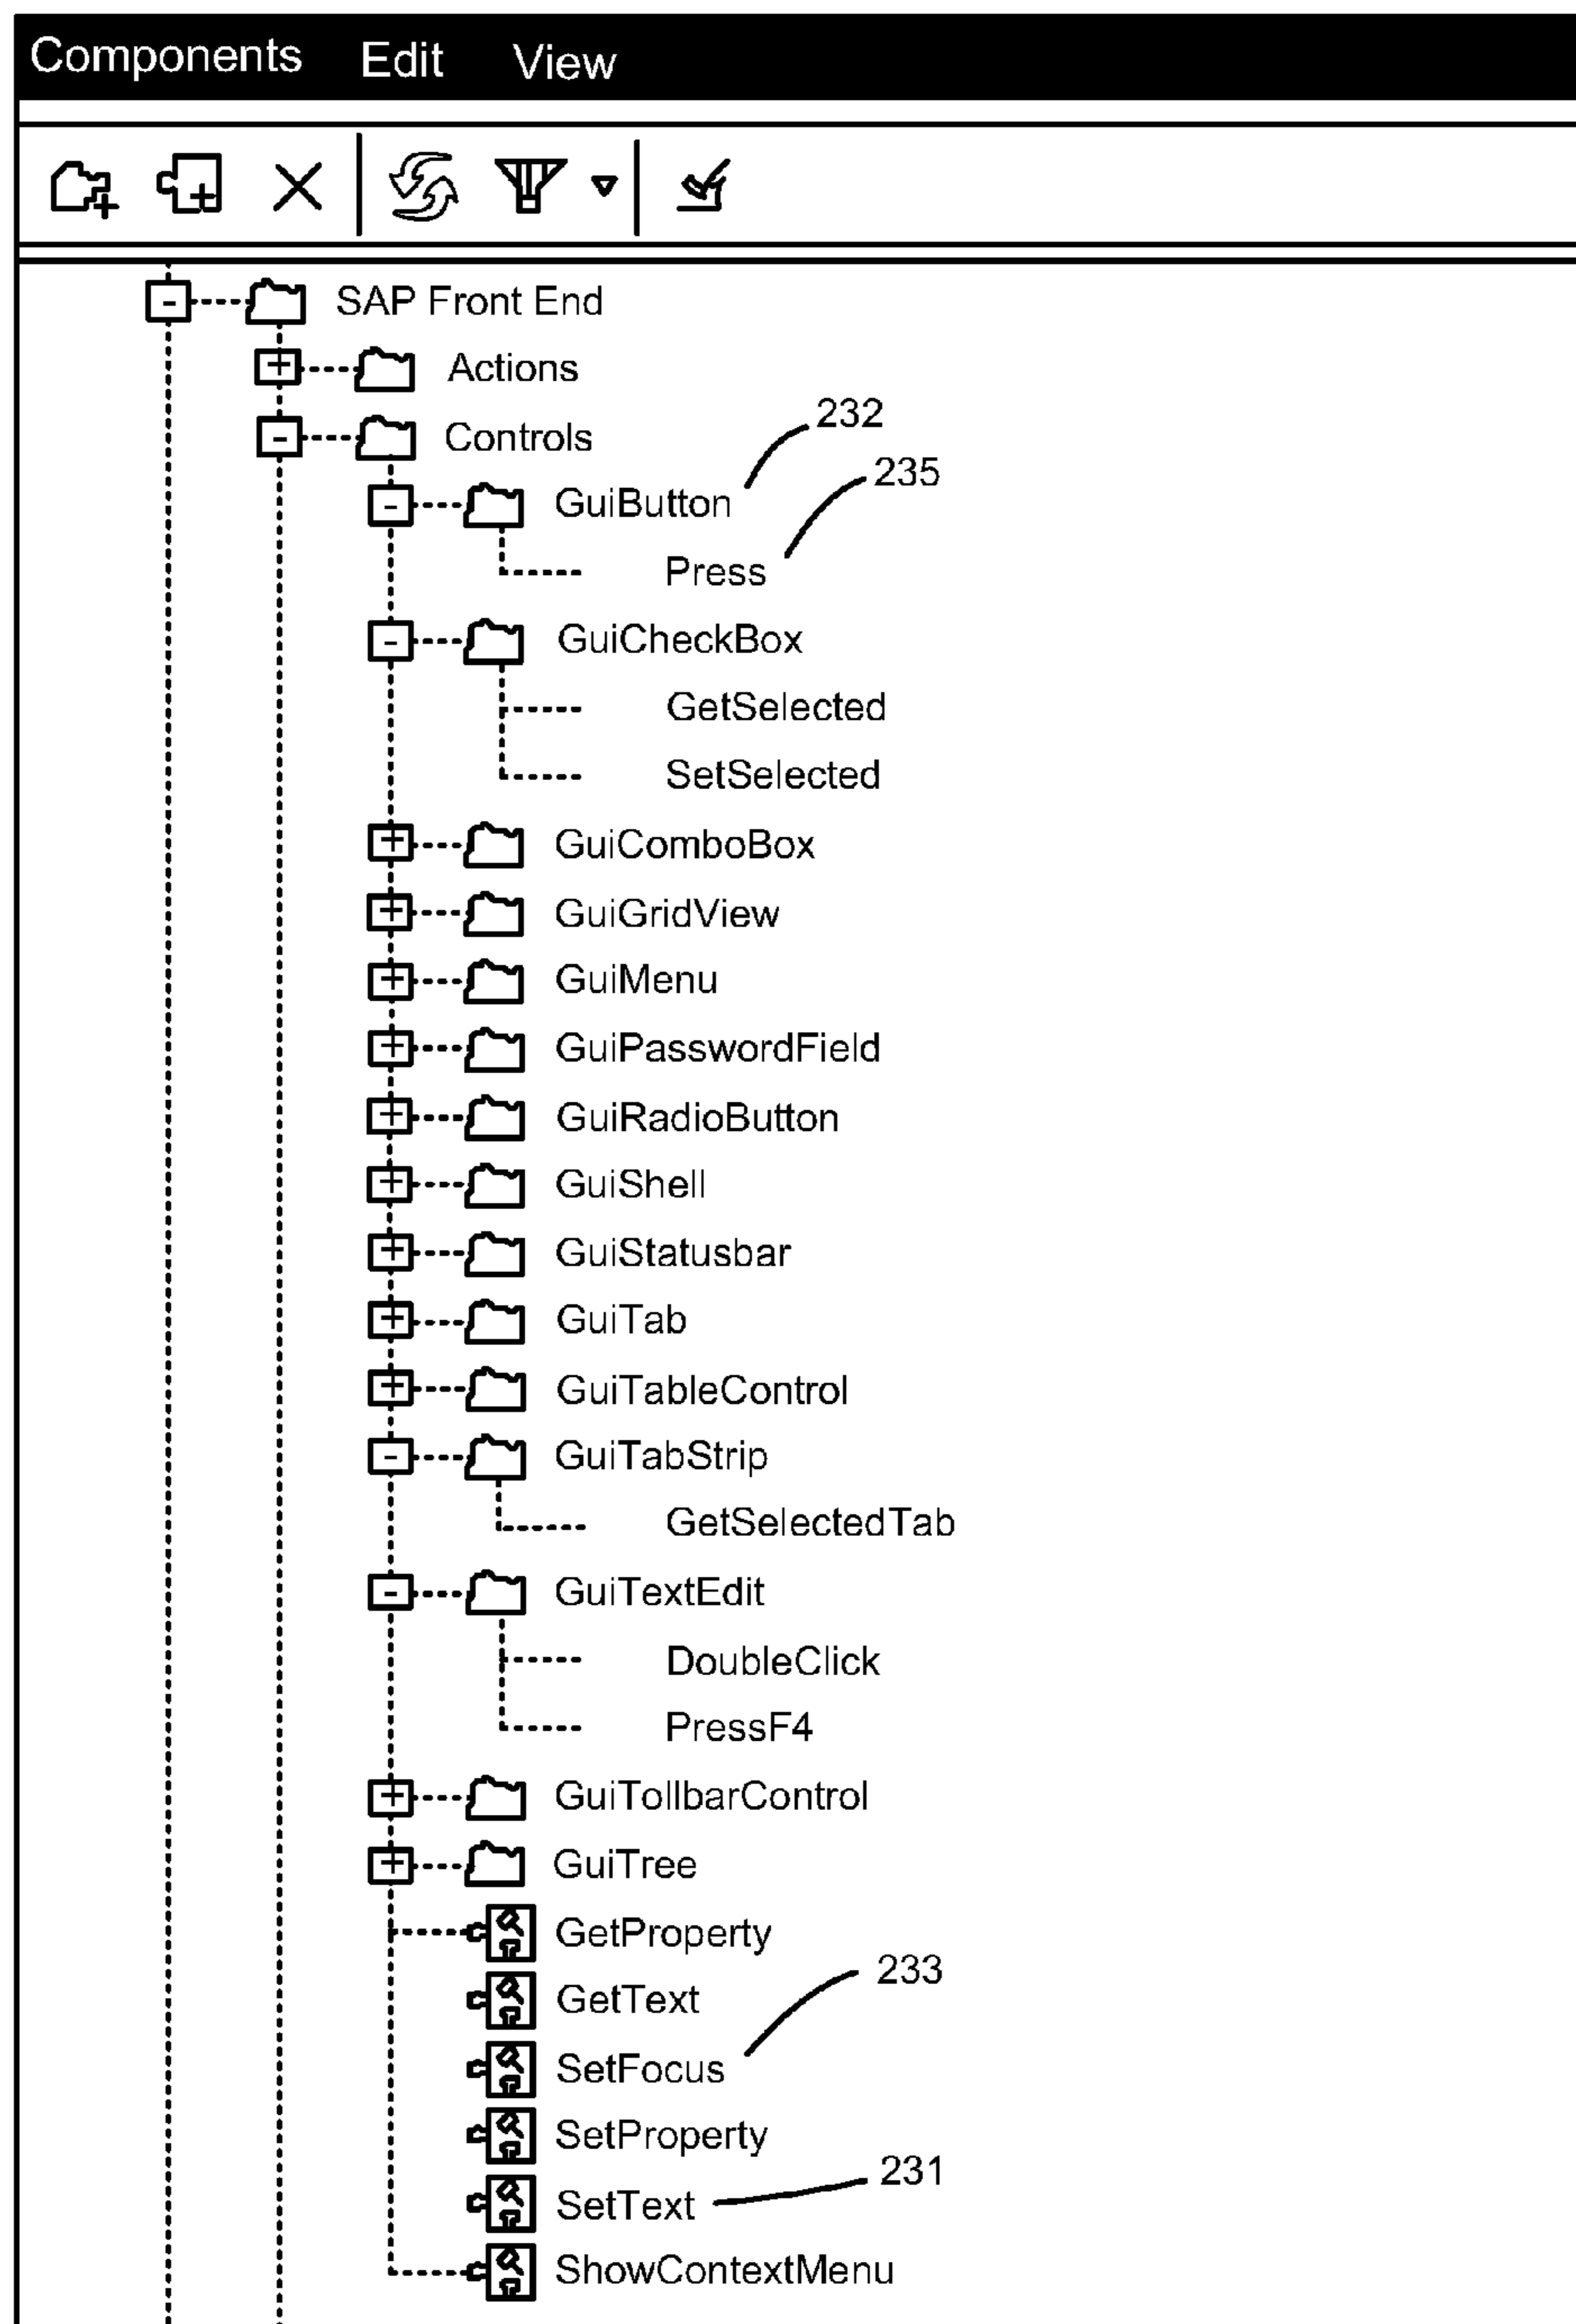 Components Edit View
SAP Front End
Actions
Controls
232
235
GuiButton
Press
GuiCheckBox
GetSelected
SetSelected
GuiComboBox
GuiGridView
GuiMenu
GuiPasswordField
GuiRadioButton
GuiShell
GuiStatusbar
GuiTab
GuiTableControl
GuiTabStrip
GetSelectedTab
GuiTextEdit
DoubleClick
PressF4
GuiTollbarControl
GuiTree
GetProperty
233
GetText
SetFocus
SetProperty
231
SetText
ShowContextMenu